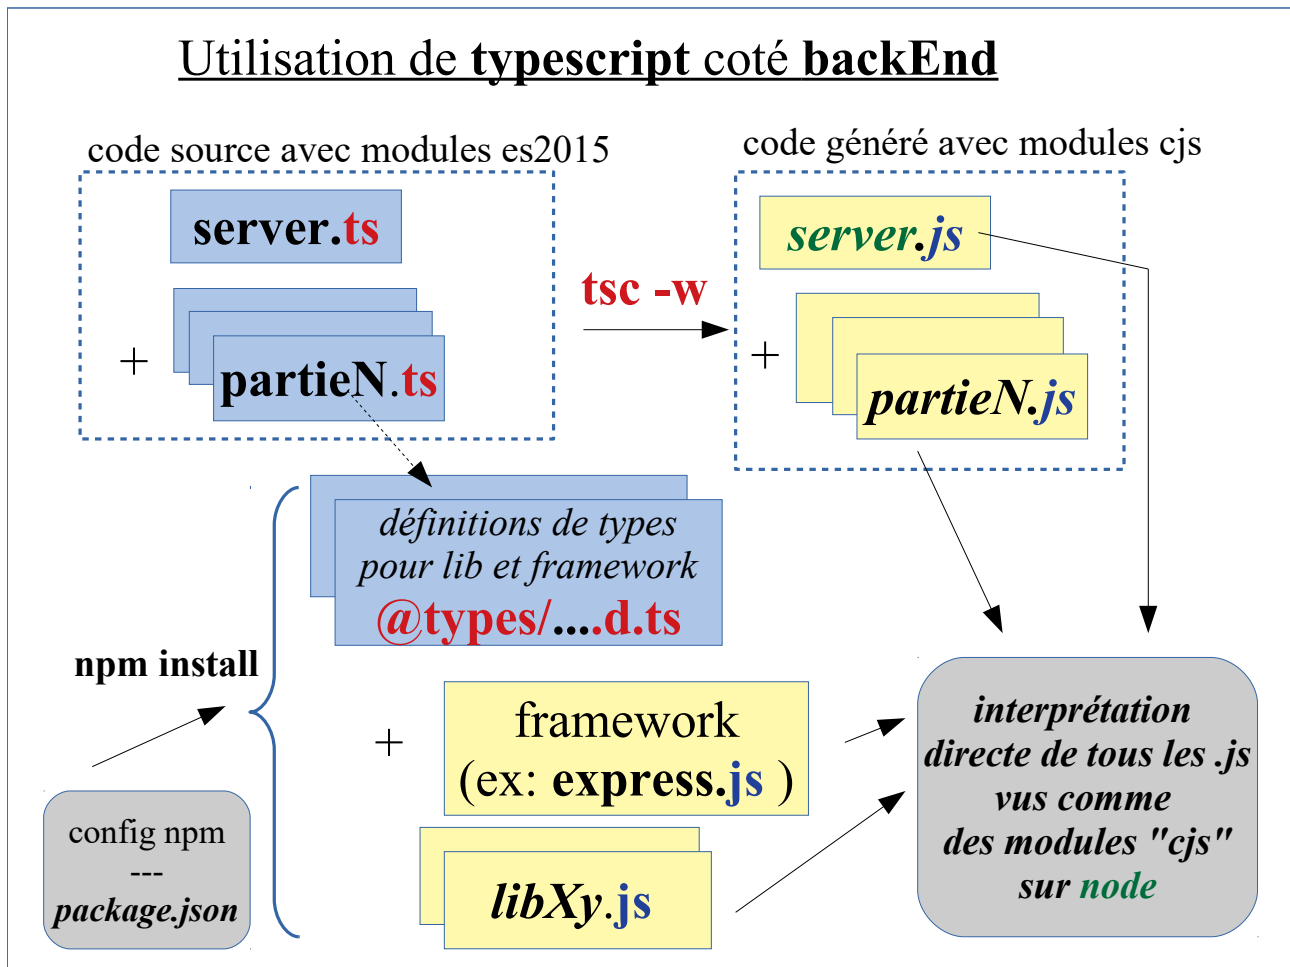 Utilisation de typescript coté backEnd
code source avec modules es2015
code généré avec modules cjs
server.ts
server.js
tsc -w
+
+
partieN.ts
partieN.js
définitions de types
pour lib et framework
@types/....d.ts
npm install
+
framework
(ex: express.js )
libXy.js
config npm
---
package.json
interprétation
directe de tous les .js
vus comme
des modules "cjs"
sur node